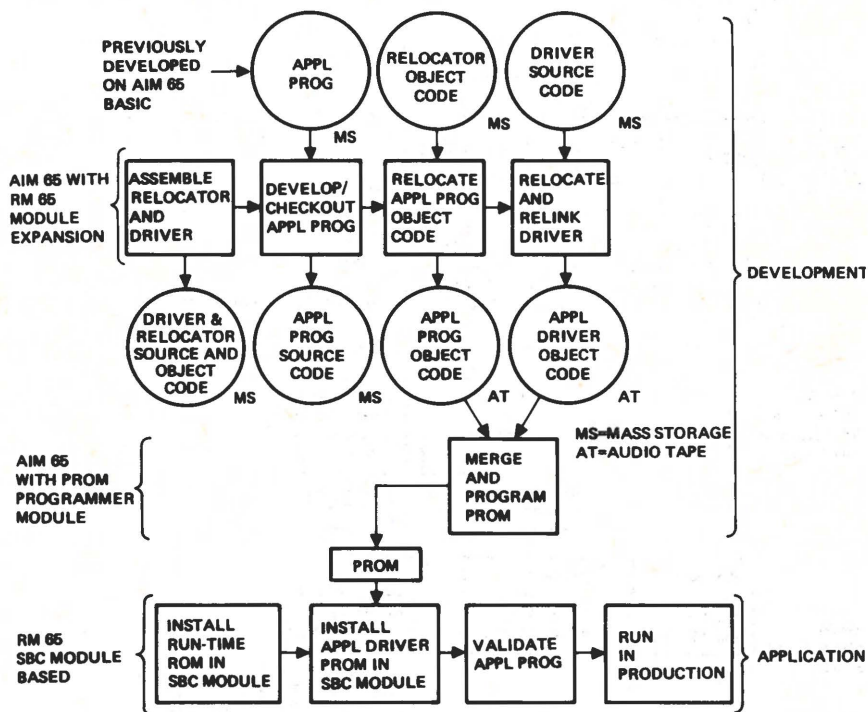 PREVIOUSLY
DEVELOPED
ON AIM 65
BASIC
APPL
PROG
MS
RELOCATOR
OBJECT
CODE
MS
DRIVER
SOURCE
CODE
MS
AIM 65 WITH
RM 65
MODULE
EXPANSION
ASSEMBLE
RELOCATOR
AND
DRIVER
DEVELOP/
CHECKOUT
APPL PROG
RELOCATE
APPL PROG
OBJECT
CODE
RELOCATE
AND
RELINK
DRIVER
DEVELOPMENT
DRIVER &
RELOCATOR
SOURCE AND
OBJECT
CODE
MS
APPL
PROG
SOURCE
CODE
MS
APPL
PROG
OBJECT
CODE
AT
APPL
DRIVER
OBJECT
CODE
AT
MS=MASS STORAGE
AT=AUDIO TAPE
AIM 65
WITH PROM
PROGRAMMER
MODULE
MERGE
AND
PROGRAM
PROM
PROM
RM 65
SBC MODULE
BASED
INSTALL
RUN-TIME
ROM IN
SBC MODULE
INSTALL
APPL DRIVER
PROM IN
SBC MODULE
VALIDATE
APPL PROG
RUN
IN
PRODUCTION
APPLICATION